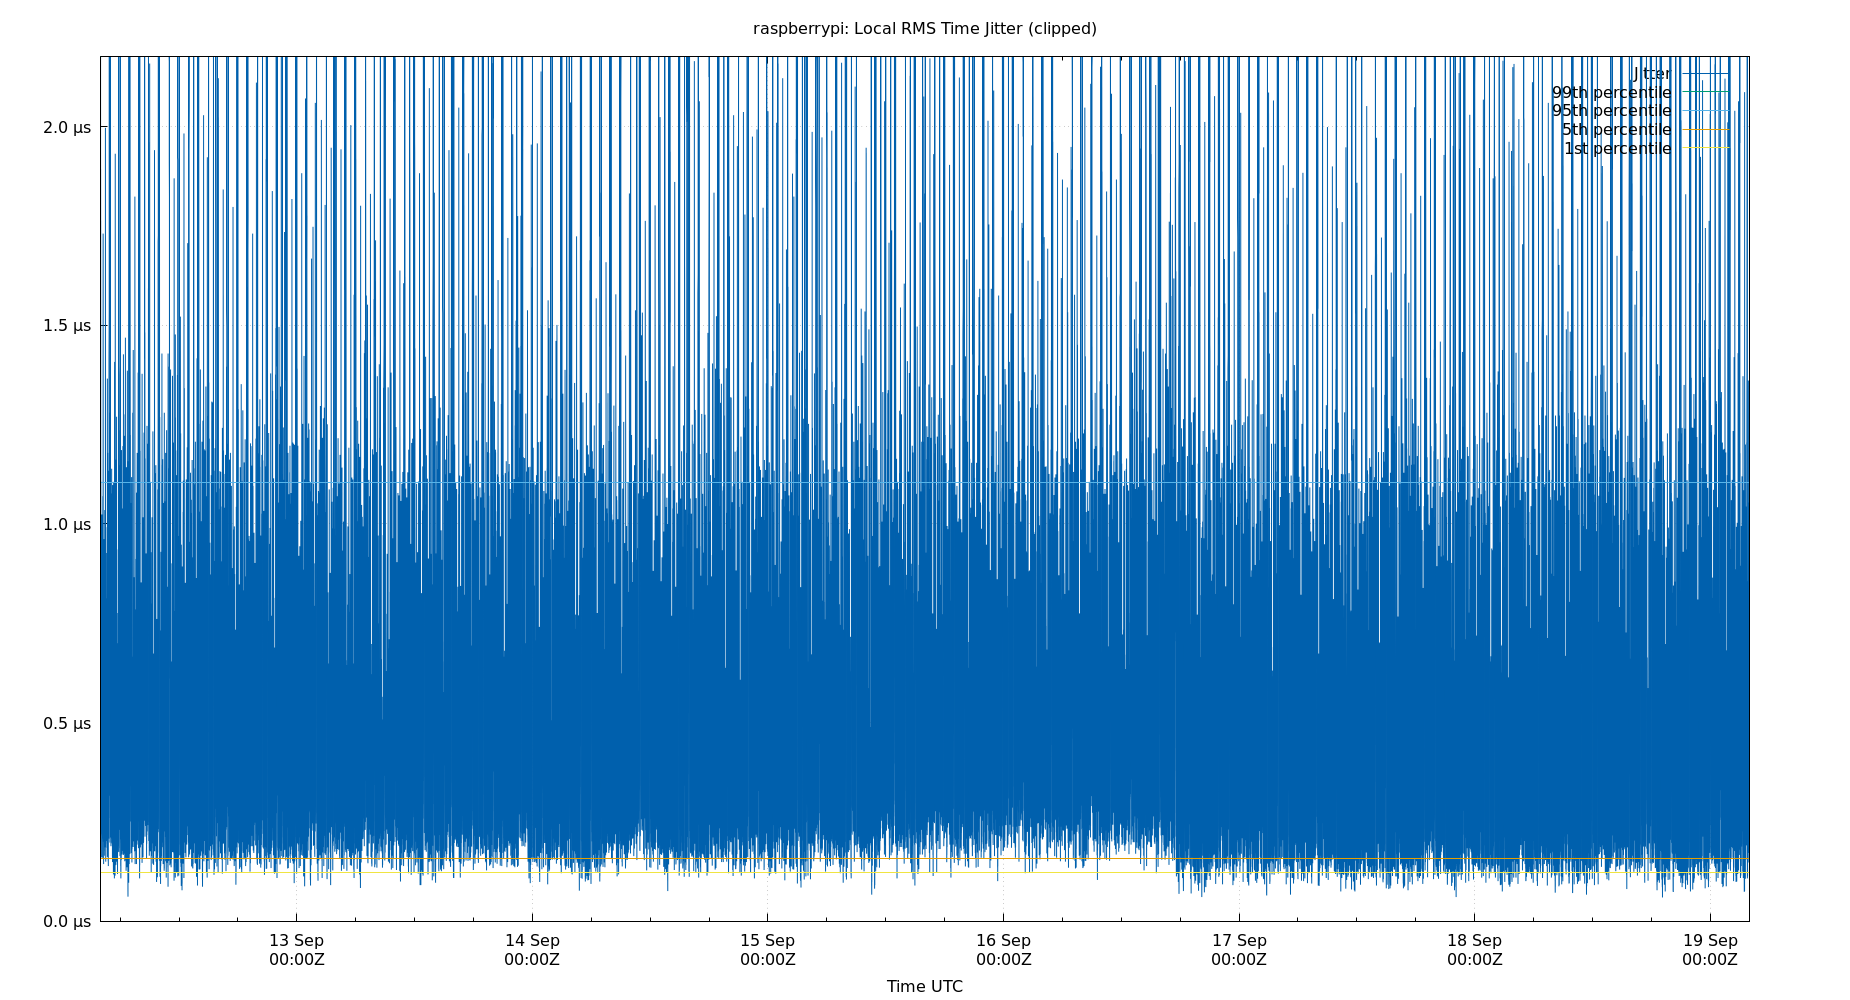 raspberrypi: Local RMS Time Jitter (clipped)
Jitter
99th percentile
95th percentile
5th percentile
1st percentile
2.0 µs
1.5 µs
1.0 µs
0.5 µs
0.0 µs
13 Sep 14 Sep 15 Sep 16 Sep 17 Sep 18 Sep 19 Sep
00:00Z 00:00Z 00:00Z 00:00Z 00:00Z 00:00Z 00:00Z
Time UTC